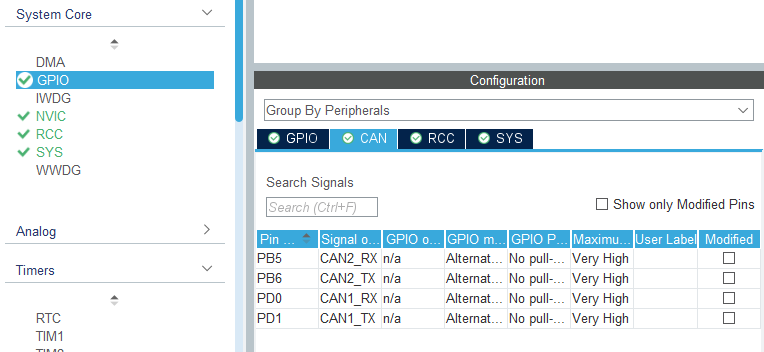 System Core
DMA
GPIO
IWDG
NVIC
RCC
SYS
WWDG
Analog
Timers
RTC
TIM1
Configuration
Group By Peripherals
GPIO CAN RCC SYS
Search Signals
Search (Ctrl+F)
Show only Modified Pins
Pin ... Signal o... GPIO o... GPIO m... GPIO P... Maximu... User Label Modified
PB5 CAN2_RX n/a Alternat... No pull-... Very High
PB6 CAN2_TX n/a Alternat... No pull-... Very High
PD0 CAN1_RX n/a Alternat... No pull-... Very High
PD1 CAN1_TX n/a Alternat... No pull-... Very High